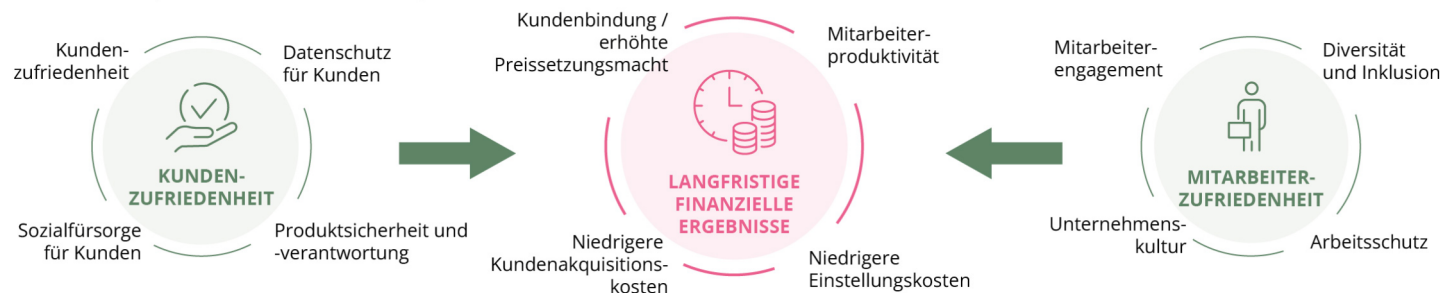 Kunden-
zufriedenheit
Datenschutz
für Kunden
KUNDEN-
ZUFRIEDENHEIT
Sozialfürsorge
für Kunden
Produktsicherheit und
-verantwortung
Kundenbindung /
erhöhte
Preissetzungsmacht
Mitarbeiter-
produktivität
LANGFRISTIGE
FINANZIELLE
ERGEBNISSE
Niedrigere
Kundenakquisitions-
kosten
Niedrigere
Einstellungskosten
Mitarbeiter-
engagement
Diversität
und Inklusion
MITARBEITER-
ZUFRIEDENHEIT
Unternehmens-
kultur
Arbeitsschutz